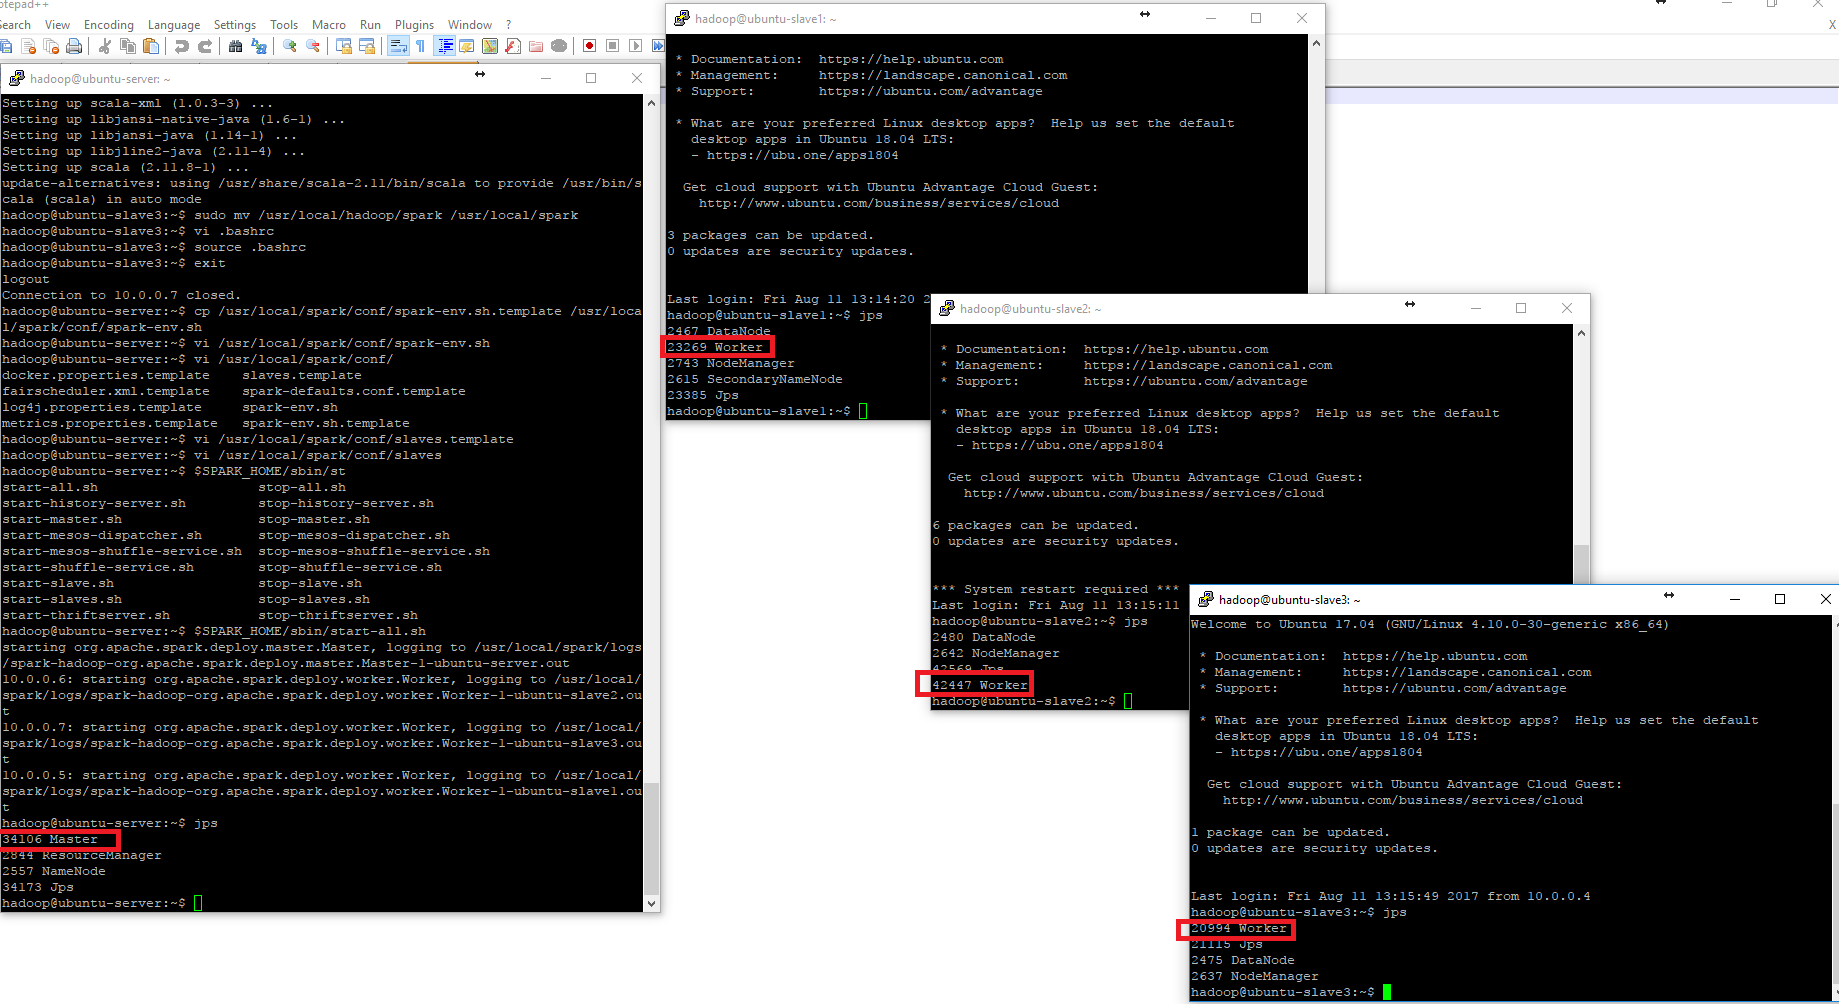 otepad++
Search View Encoding Language Settings Tools Macro Run Plugins Window ?
X
hadoop@ubuntu-server: ~
Setting up scala-xml (1.0.3-3) ...
Setting up libjansi-native-java (1.6-1) ...
Setting up libjansi-java (1.14-1) ...
Setting up libjline2-java (2.11-4) ...
Setting up scala (2.11.8-1) ...
update-alternatives: using /usr/share/scala-2.11/bin/scala to provide /usr/bin/s
cala (scala) in auto mode
hadoop@ubuntu-slave3:~$ sudo mv /usr/local/hadoop/spark /usr/local/spark
hadoop@ubuntu-slave3:~$ vi .bashrc
hadoop@ubuntu-slave3:~$ source .bashrc
hadoop@ubuntu-slave3:~$ exit
logout
Connection to 10.0.0.7 closed.
hadoop@ubuntu-server:~$ cp /usr/local/spark/conf/spark-env.sh.template /usr/loca
l/spark/conf/spark-env.sh
hadoop@ubuntu-server:~$ vi /usr/local/spark/conf/spark-env.sh
hadoop@ubuntu-server:~$ vi /usr/local/spark/conf/
docker.properties.template slaves.template
fairscheduler.xml.template spark-defaults.conf.template
log4j.properties.template spark-env.sh
metrics.properties.template spark-env.sh.template
hadoop@ubuntu-server:~$ vi /usr/local/spark/conf/slaves.template
hadoop@ubuntu-server:~$ vi /usr/local/spark/conf/slaves
hadoop@ubuntu-server:~$ $SPARK_HOME/sbin/st
start-all.sh stop-all.sh
start-history-server.sh stop-history-server.sh
start-master.sh stop-master.sh
start-mesos-dispatcher.sh stop-mesos-dispatcher.sh
start-mesos-shuffle-service.sh stop-mesos-shuffle-service.sh
start-shuffle-service.sh stop-shuffle-service.sh
start-slave.sh stop-slave.sh
start-slaves.sh stop-slaves.sh
start-thriftserver.sh stop-thriftserver.sh
hadoop@ubuntu-server:~$ $SPARK_HOME/sbin/start-all.sh
starting org.apache.spark.deploy.master.Master, logging to /usr/local/spark/logs
/spark-hadoop-org.apache.spark.deploy.master.Master-1-ubuntu-server.out
10.0.0.6: starting org.apache.spark.deploy.worker.Worker, logging to /usr/local/
spark/logs/spark-hadoop-org.apache.spark.deploy.worker.Worker-1-ubuntu-slave2.ou
t
10.0.0.7: starting org.apache.spark.deploy.worker.Worker, logging to /usr/local/
spark/logs/spark-hadoop-org.apache.spark.deploy.worker.Worker-1-ubuntu-slave3.ou
t
10.0.0.5: starting org.apache.spark.deploy.worker.Worker, logging to /usr/local/
spark/logs/spark-hadoop-org.apache.spark.deploy.worker.Worker-1-ubuntu-slave1.ou
t
hadoop@ubuntu-server:~$ jps
34106 Master
2844 ResourceManager
2557 NameNode
34173 Jps
hadoop@ubuntu-server:~$
hadoop@ubuntu-slave1: ~
* Documentation: https://help.ubuntu.com
* Management: https://landscape.canonical.com
* Support: https://ubuntu.com/advantage
* What are your preferred Linux desktop apps? Help us set the default
desktop apps in Ubuntu 18.04 LTS:
- https://ubu.one/apps1804
Get cloud support with Ubuntu Advantage Cloud Guest:
http://www.ubuntu.com/business/services/cloud
3 packages can be updated.
0 updates are security updates.
Last login: Fri Aug 11 13:14:20 2
hadoop@ubuntu-slave1:~$ jps
2467 DataNode
23269 Worker
2743 NodeManager
2615 SecondaryNameNode
23385 Jps
hadoop@ubuntu-slave1:~$
hadoop@ubuntu-slave2: ~
* Documentation: https://help.ubuntu.com
* Management: https://landscape.canonical.com
* Support: https://ubuntu.com/advantage
* What are your preferred Linux desktop apps? Help us set the default
desktop apps in Ubuntu 18.04 LTS:
- https://ubu.one/apps1804
Get cloud support with Ubuntu Advantage Cloud Guest:
http://www.ubuntu.com/business/services/cloud
6 packages can be updated.
0 updates are security updates.
*** System restart required ***
Last login: Fri Aug 11 13:15:11
hadoop@ubuntu-slave2:~$ jps
2480 DataNode
2642 NodeManager
42569 Jps
42447 Worker
hadoop@ubuntu-slave2:~$
hadoop@ubuntu-slave3: ~
Welcome to Ubuntu 17.04 (GNU/Linux 4.10.0-30-generic x86_64)
* Documentation: https://help.ubuntu.com
* Management: https://landscape.canonical.com
* Support: https://ubuntu.com/advantage
* What are your preferred Linux desktop apps? Help us set the default
desktop apps in Ubuntu 18.04 LTS:
- https://ubu.one/apps1804
Get cloud support with Ubuntu Advantage Cloud Guest:
http://www.ubuntu.com/business/services/cloud
1 package can be updated.
0 updates are security updates.
Last login: Fri Aug 11 13:15:49 2017 from 10.0.0.4
hadoop@ubuntu-slave3:~$ jps
20994 Worker
21115 Jps
2475 DataNode
2637 NodeManager
hadoop@ubuntu-slave3:~$